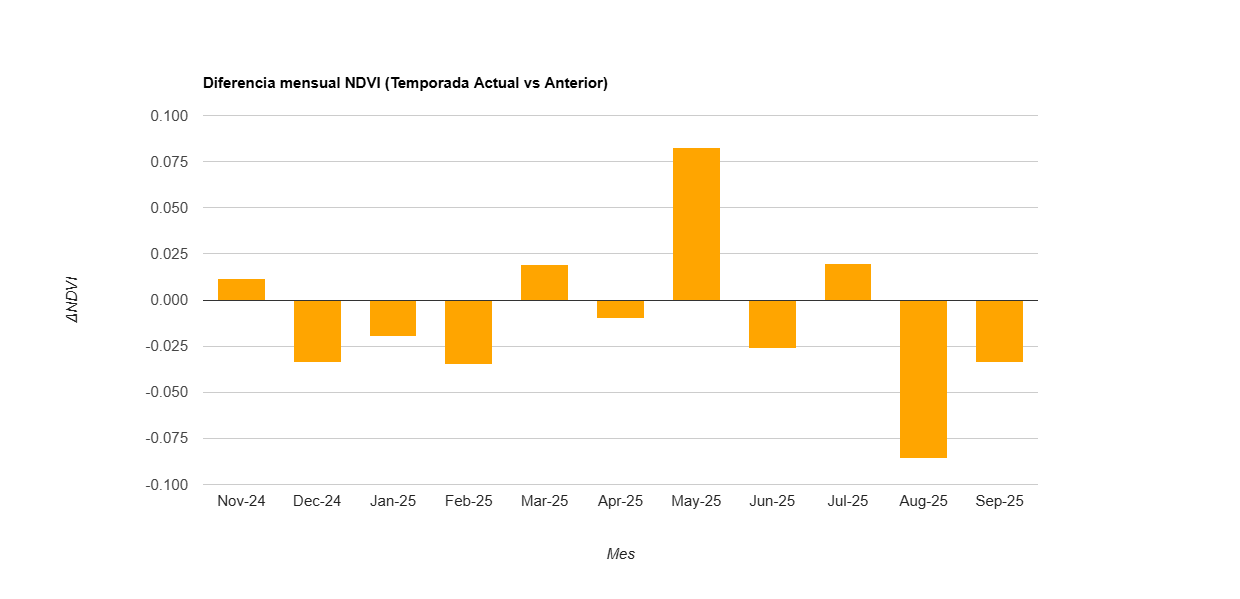 Diferencia mensual NDVI (Temporada Actual vs Anterior)
0.100
0.075
0.050
0.025
0.000
-0.025
-0.050
-0.075
-0.100
ΔNDVI
Nov-24 Dec-24 Jan-25 Feb-25 Mar-25 Apr-25 May-25 Jun-25 Jul-25 Aug-25 Sep-25
Mes